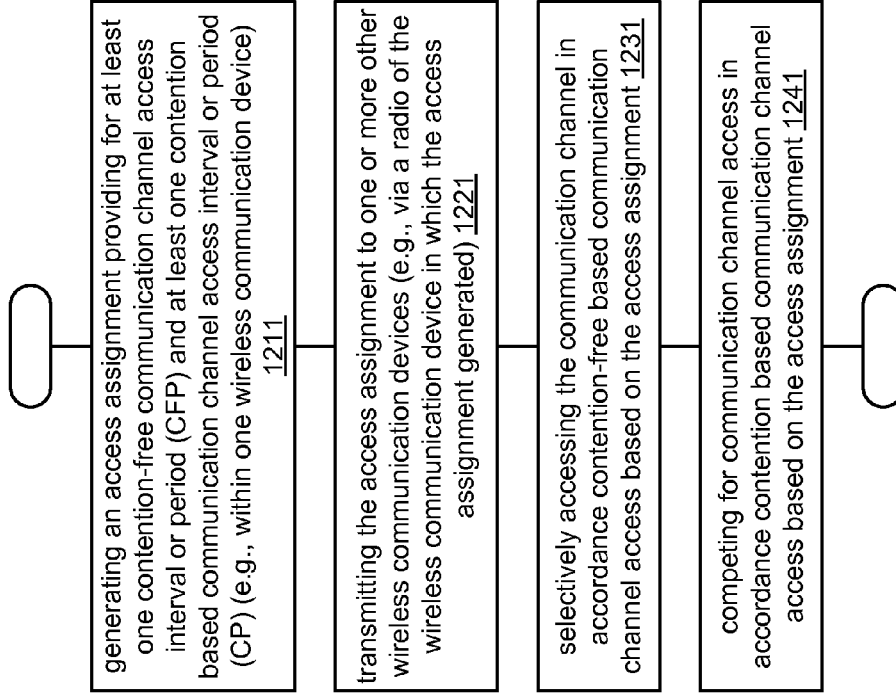 generating an access assignment providing for at least
one contention-free communication channel access
interval or period (CFP) and at least one contention
based communication channel access interval or period
(CP) (e.g., within one wireless communication device)
1211
transmitting the access assignment to one or more other
wireless communication devices (e.g., via a radio of the
wireless communication device in which the access
assignment generated) 1221
selectively accessing the communication channel in
accordance contention-free based communication
channel access based on the access assignment 1231
competing for communication channel access in
accordance contention based communication channel
access based on the access assignment 1241